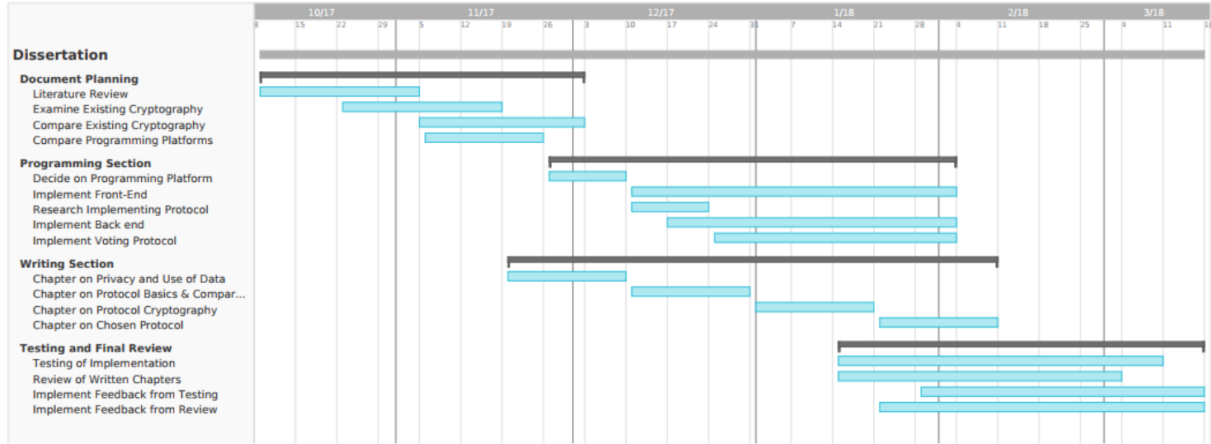 10/17 11/17 12/17 1/18 2/18 3/18
8 15 22 29 5 12 19 26 3 10 17 24 31 7 14 21 28 4 11 18 25 4 11 18
Dissertation
Document Planning
Literature Review
Examine Existing Cryptography
Compare Existing Cryptography
Compare Programming Platforms
Programming Section
Decide on Programming Platform
Implement Front-End
Research Implementing Protocol
Implement Back end
Implement Voting Protocol
Writing Section
Chapter on Privacy and Use of Data
Chapter on Protocol Basics & Compar...
Chapter on Protocol Cryptography
Chapter on Chosen Protocol
Testing and Final Review
Testing of Implementation
Review of Written Chapters
Implement Feedback from Testing
Implement Feedback from Review